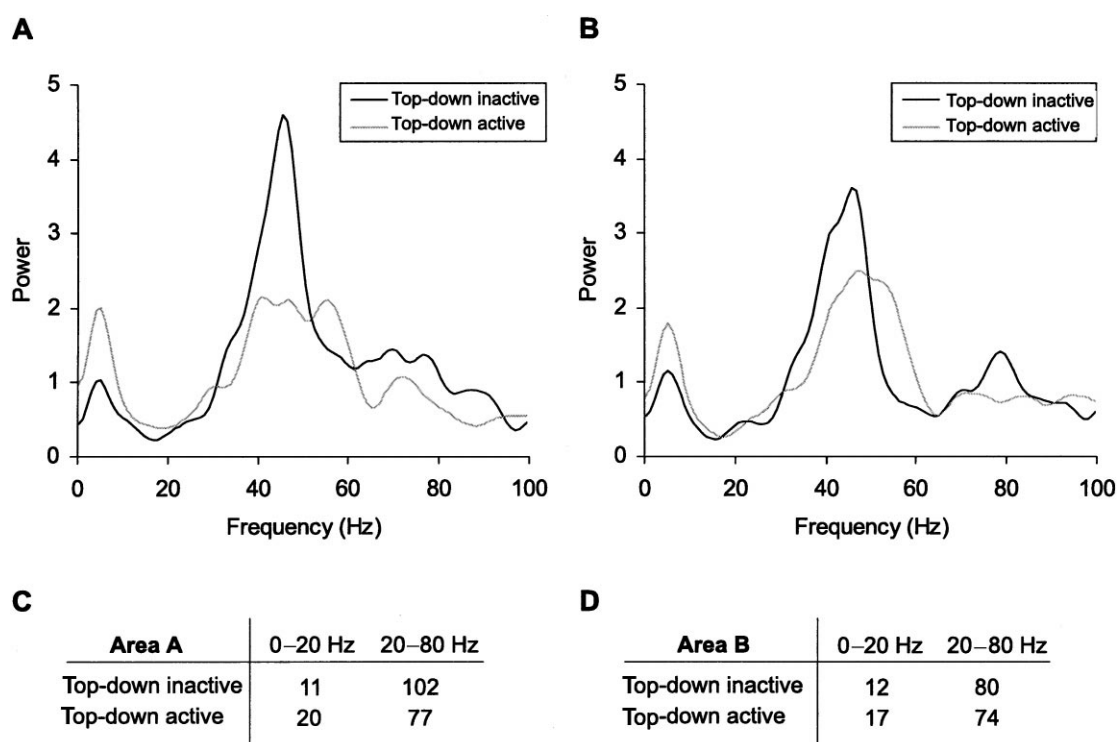 A
5
4
3
2
1
0
Power
0 20 40 60 80 100
Frequency (Hz)
Top-down inactive
Top-down active
B
5
4
3
2
1
0
Power
0 20 40 60 80 100
Frequency (Hz)
Top-down inactive
Top-down active
C
Area A 0–20 Hz 20–80 Hz
Top-down inactive 11 102
Top-down active 20 77
D
Area B 0–20 Hz 20–80 Hz
Top-down inactive 12 80
Top-down active 17 74